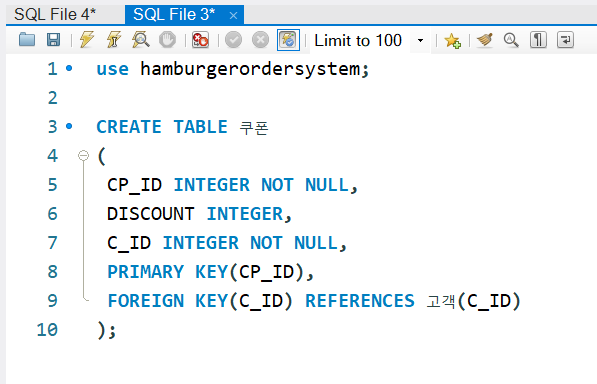 SQL File 4* SQL File 3*
Limit to 100
1 use hamburgerordersystem;
2
3 CREATE TABLE 쿠폰
4 (
5 CP_ID INTEGER NOT NULL,
6 DISCOUNT INTEGER,
7 C_ID INTEGER NOT NULL,
8 PRIMARY KEY(CP_ID),
9 FOREIGN KEY(C_ID) REFERENCES 고객(C_ID)
10 );